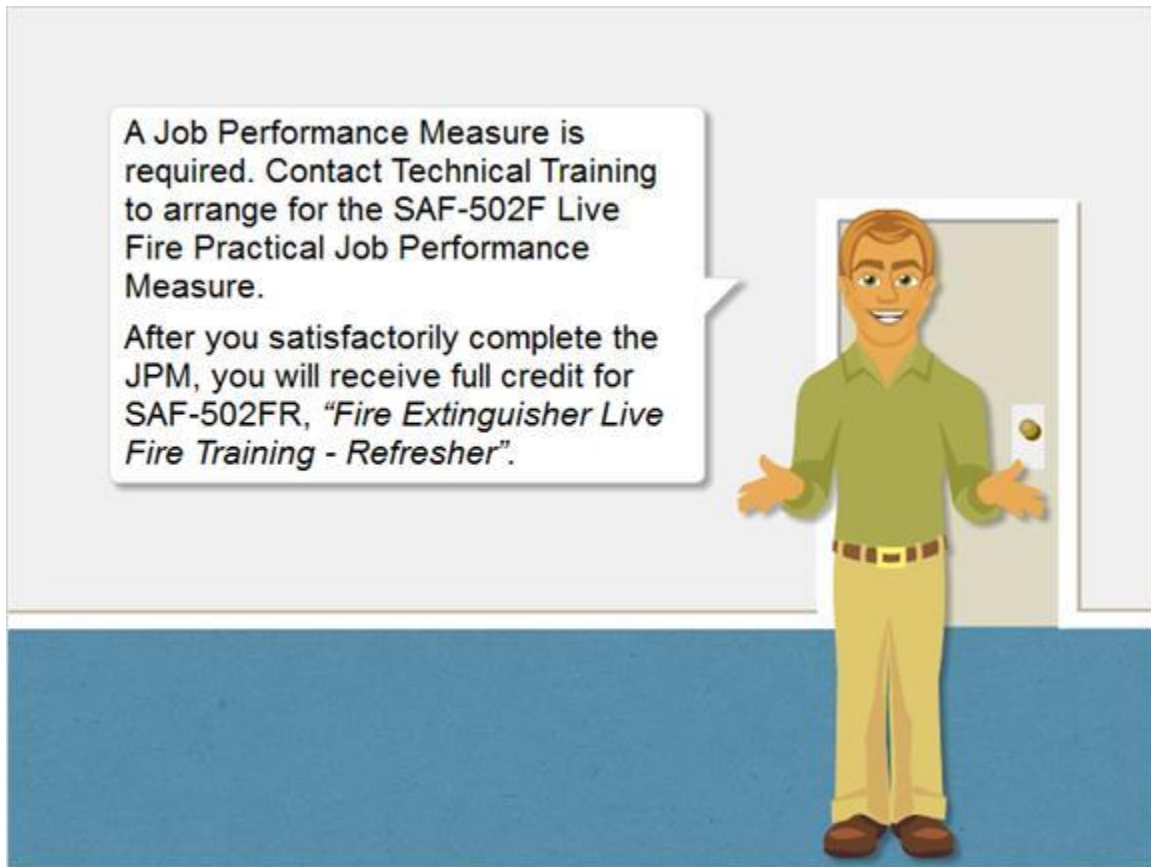 A Job Performance Measure is
required. Contact Technical Training
to arrange for the SAF-502F Live
Fire Practical Job Performance
Measure.
After you satisfactorily complete the
JPM, you will receive full credit for
SAF-502FR, “Fire Extinguisher Live
Fire Training - Refresher”.